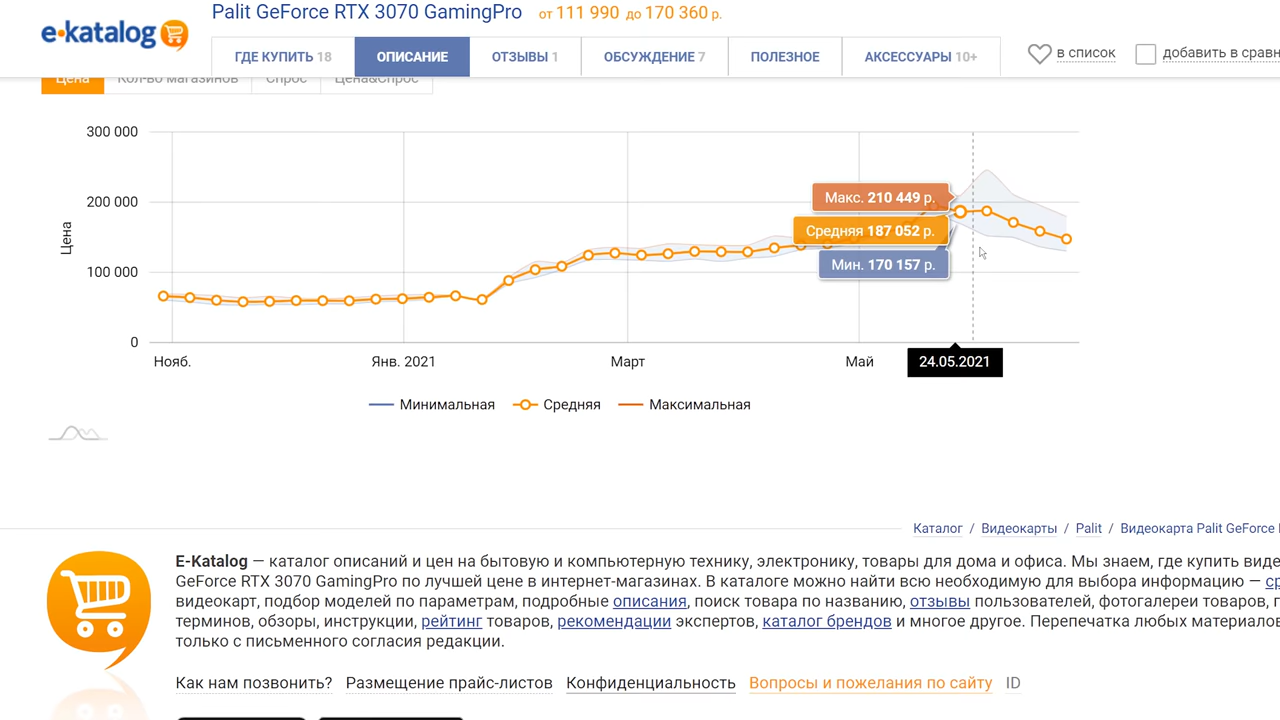 e·katalog
Palit GeForce RTX 3070 GamingPro от 111 990 до 170 360 р.
ГДЕ КУПИТЬ 18 ОПИСАНИЕ ОТЗЫВЫ 1 ОБСУЖДЕНИЕ 7 ПОЛЕЗНОЕ АКСЕССУАРЫ 10+ в список добавить в сравн
Цена Кол-во магазинов Спрос Цена&Спрос
300 000
200 000
100 000
0
Цена
Макс. 210 449 р.
Средняя 187 052 р.
Мин. 170 157 р.
Нояб. Янв. 2021 Март Май 24.05.2021
Минимальная Средняя Максимальная
Каталог / Видеокарты / Palit / Видеокарта Palit GeForce
E-Katalog — каталог описаний и цен на бытовую и компьютерную технику, электронику, товары для дома и офиса. Мы знаем, где купить виде
GeForce RTX 3070 GamingPro по лучшей цене в интернет-магазинах. В каталоге можно найти всю необходимую для выбора информацию — ср
видеокарт, подбор моделей по параметрам, подробные описания, поиск товара по названию, отзывы пользователей, фотогалереи товаров, г
терминов, обзоры, инструкции, рейтинг товаров, рекомендации экспертов, каталог брендов и многое другое. Перепечатка любых материалов
только с письменного согласия редакции.
Как нам позвонить? Размещение прайс-листов Конфиденциальность Вопросы и пожелания по сайту ID